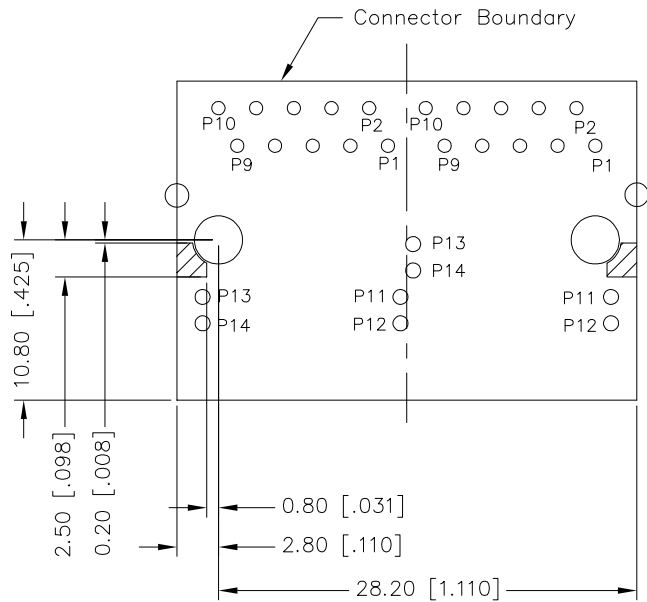 Connector Boundary
P10 P2 P10 P2
P9 P1 P9 P1
P13
P14
P13 P11 P11
P14 P12 P12
10.80 [.425]
2.50 [.098]
0.20 [.008]
0.80 [.031]
2.80 [.110]
28.20 [1.110]